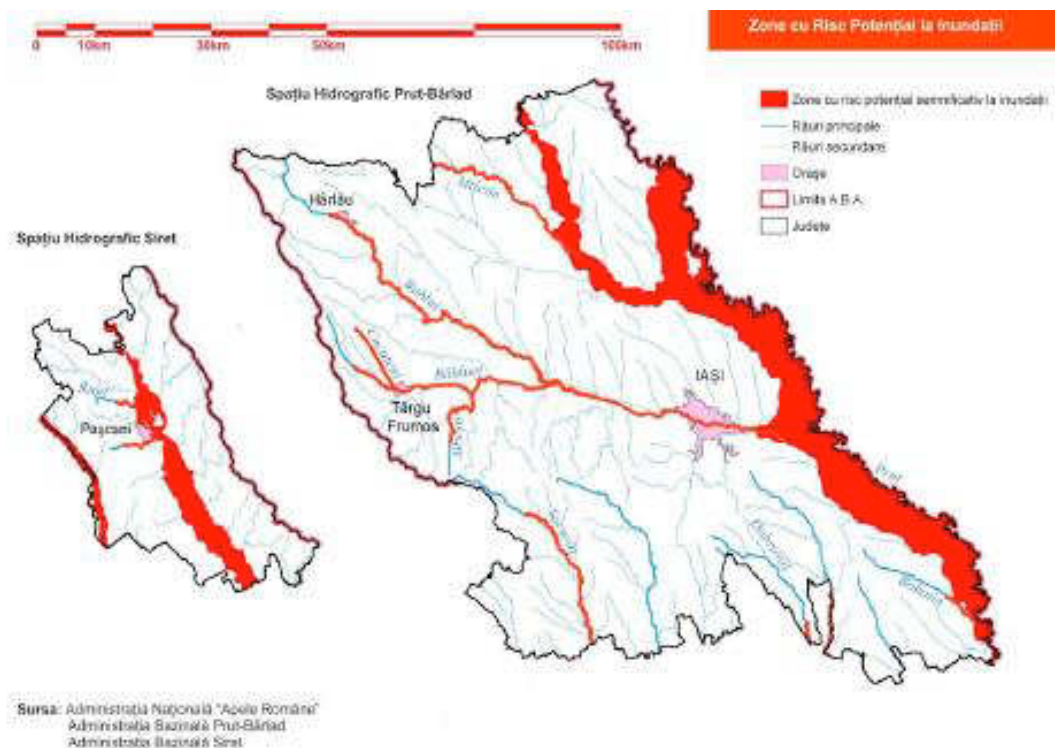 Zone cu Risc Potențial la Inundații
0 10km 30km 50km 100km
Spațiu Hidrografic Prut-Bârlad
Zone cu risc potențial semnificativ la inundații
Râuri principale
Râuri secundare
Orașe
Limita A.B.A.
Județe
Hârlău
Spațiu Hidrografic Siret
Bahlui
IAȘI
Bahluieț
Târgu
Frumos
Pașcani
Prut
Sursa: Administrația Națională "Apele Române"
Administrația Bazinală Prut-Bârlad
Administrația Bazinală Siret